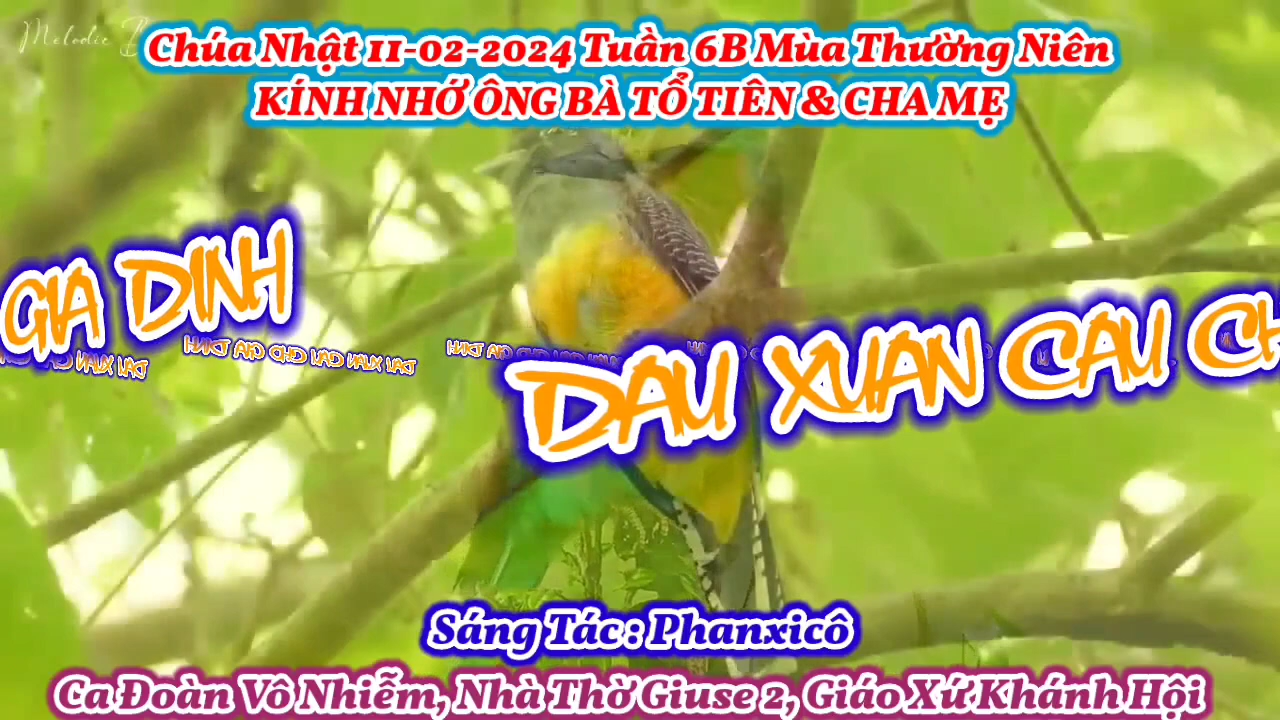 Melodie B
Chúa Nhật 11-02-2024 Tuần 6B Mùa Thường Niên
KÍNH NHỚ ÔNG BÀ TỔ TIÊN & CHA MẸ
GIA DINH
DAU XUAN CAU CH
Sáng Tác : Phanxicô
Ca Đoàn Vô Nhiễm, Nhà Thờ Giuse 2, Giáo Xứ Khánh Hội